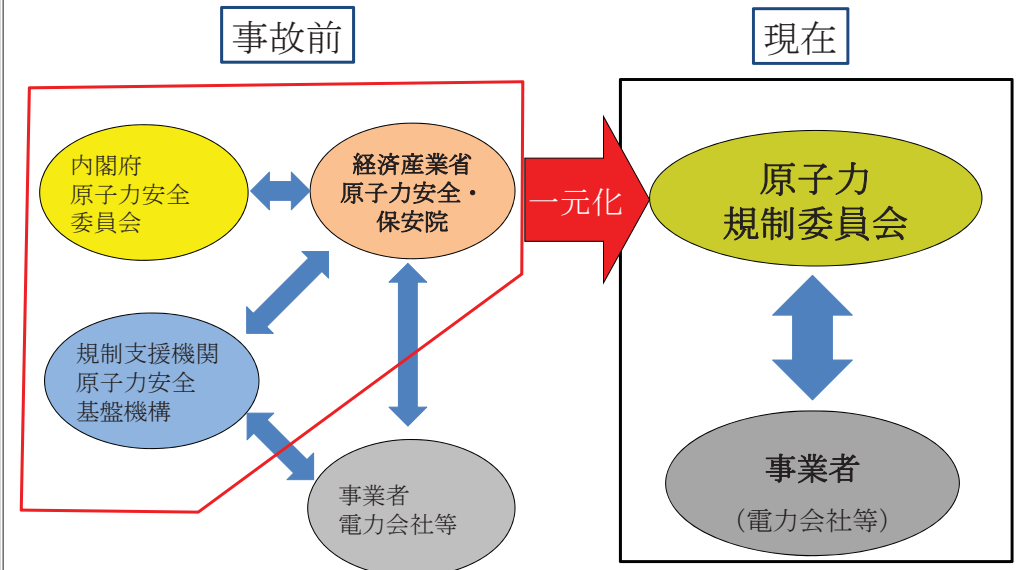 事故前
現在
内閣府
原子力安全
委員会
経済産業省
原子力安全・
保安院
一元化
原子力
規制委員会
規制支援機関
原子力安全
基盤機構
事業者
電力会社等
事業者
（電力会社等）